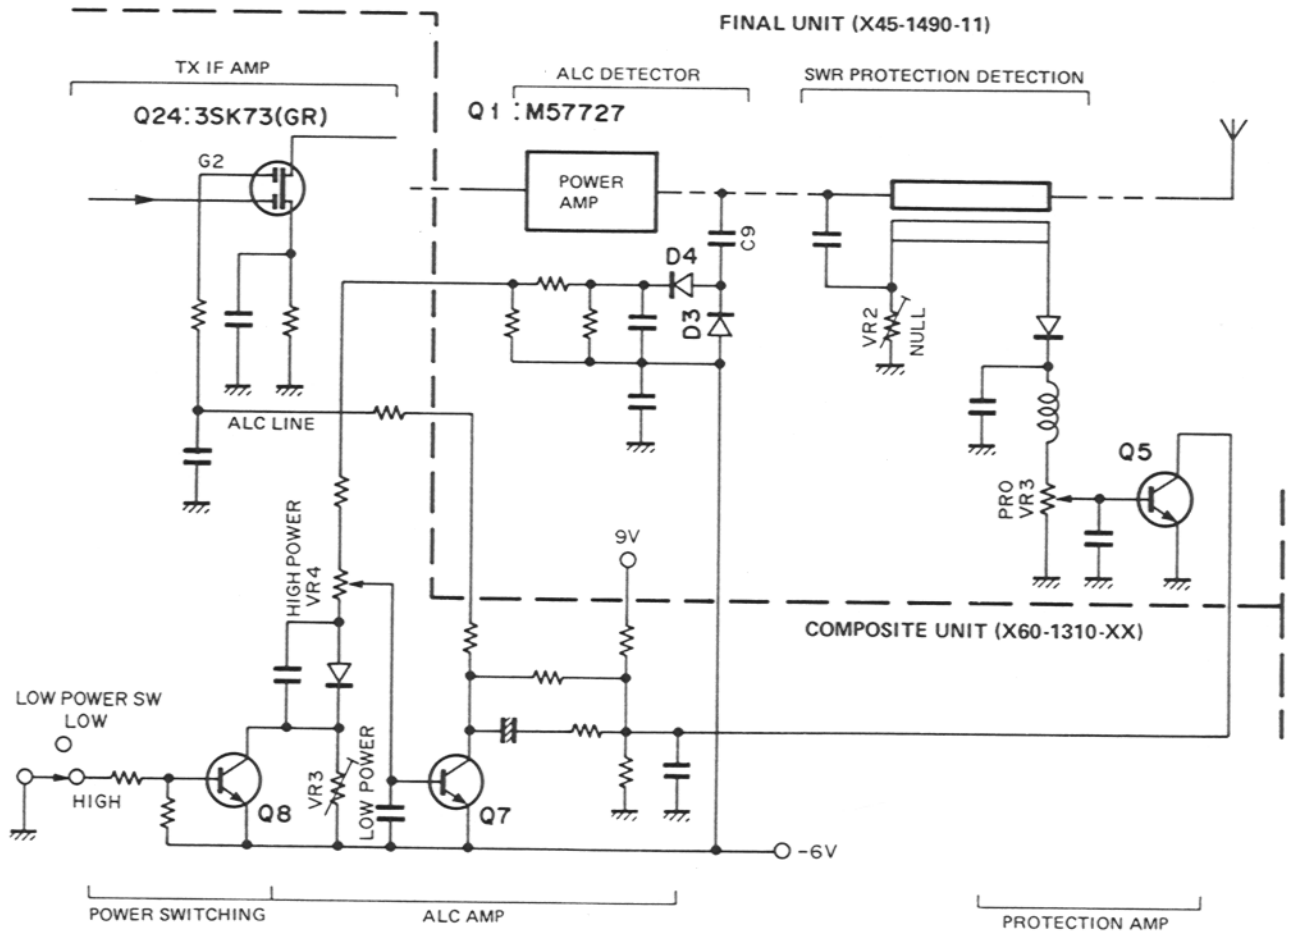 FINAL UNIT (X45-1490-11)
TX IF AMP
ALC DETECTOR
SWR PROTECTION DETECTION
Q24:3SK73(GR)
Q1:M57727
G2
POWER
AMP
C9
D4
D3
VR2
NULL
ALC LINE
Q5
PRO
VR3
HIGH POWER
VR4
9V
COMPOSITE UNIT (X60-1310-XX)
LOW POWER SW
LOW
HIGH
Q8
VR3
LOW POWER
Q7
-6V
POWER SWITCHING
ALC AMP
PROTECTION AMP